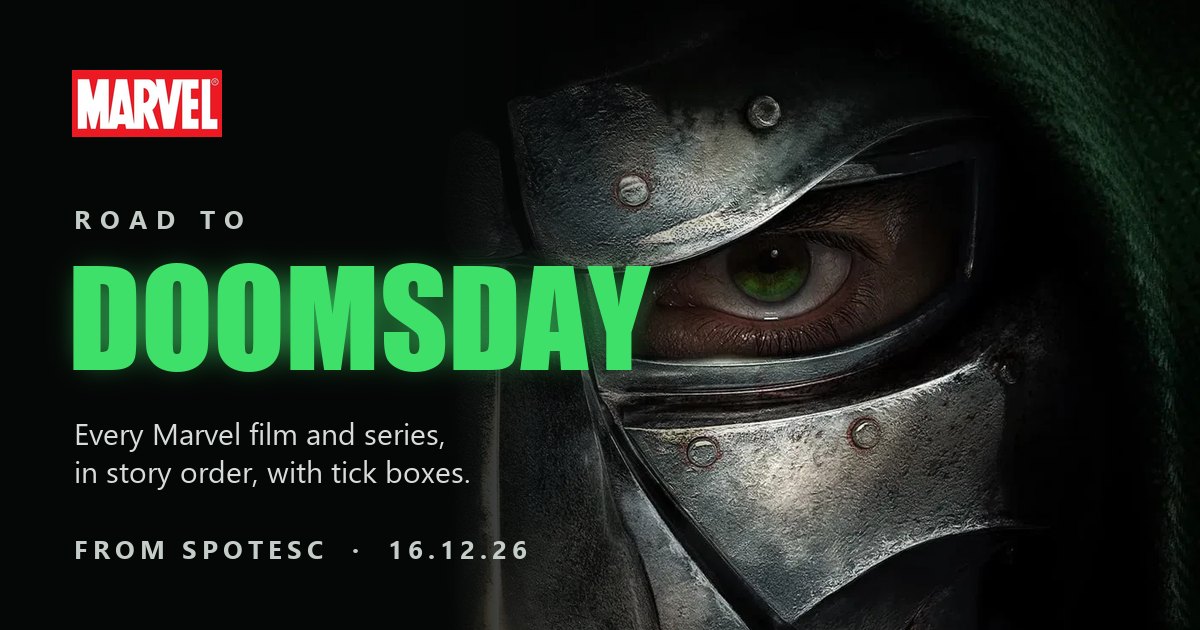 MARVEL
ROAD TO
DOOMSDAY
Every Marvel film and series,
in story order, with tick boxes.
FROM SPOTESC · 16.12.26